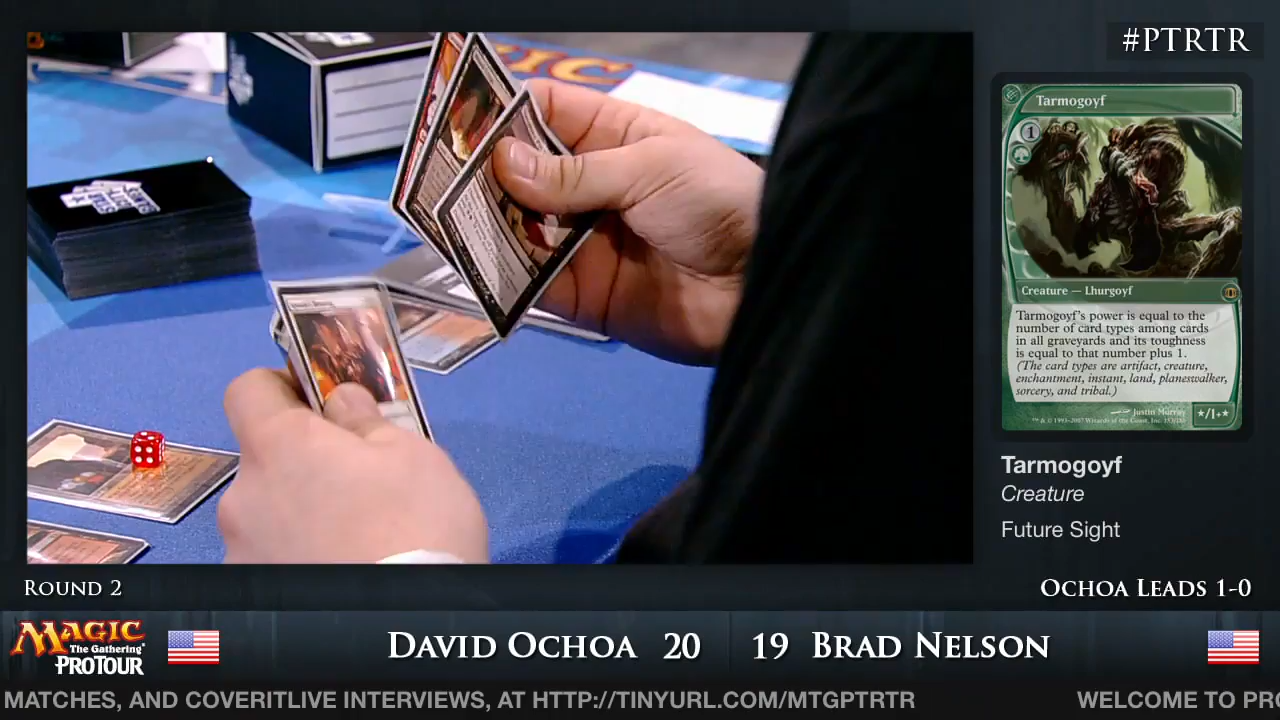 #PTRTR
Tarmogoyf
1
Creature — Lhurgoyf
Tarmogoyf's power is equal to the
number of card types among cards
in all graveyards and its toughness
is equal to that number plus 1.
(The card types are artifact, creature,
enchantment, instant, land, planeswalker,
sorcery, and tribal.)
Justin Murray
*/1+*
Tarmogoyf
Creature
Future Sight
ROUND 2
OCHOA LEADS 1-0
MAGIC
The Gathering
PROTOUR
DAVID OCHOA 20
19 BRAD NELSON
MATCHES, AND COVERITLIVE INTERVIEWS, AT HTTP://TINYURL.COM/MTGPTRTR
WELCOME TO PRO